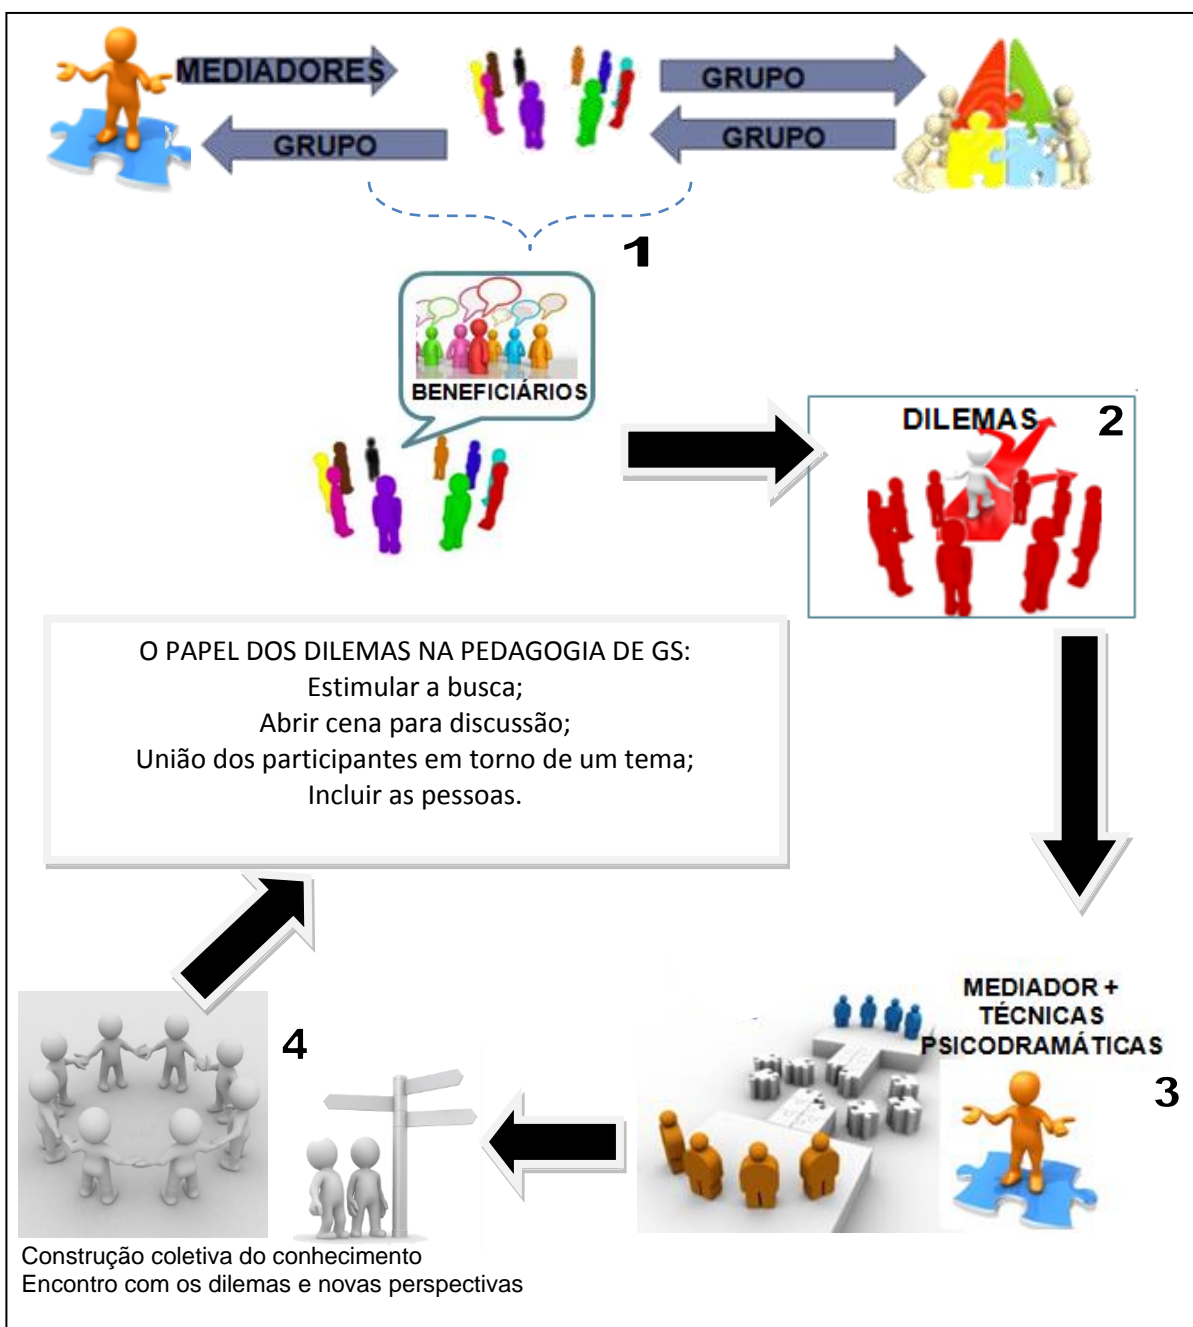 MEDIADORES
GRUPO
GRUPO
GRUPO
1
BENEFICIÁRIOS
DILEMAS
2
O PAPEL DOS DILEMAS NA PEDAGOGIA DE GS:
Estimular a busca;
Abrir cena para discussão;
União dos participantes em torno de um tema;
Incluir as pessoas.
MEDIADOR +
TÉCNICAS
PSICODRAMÁTICAS
3
4
Construção coletiva do conhecimento
Encontro com os dilemas e novas perspectivas